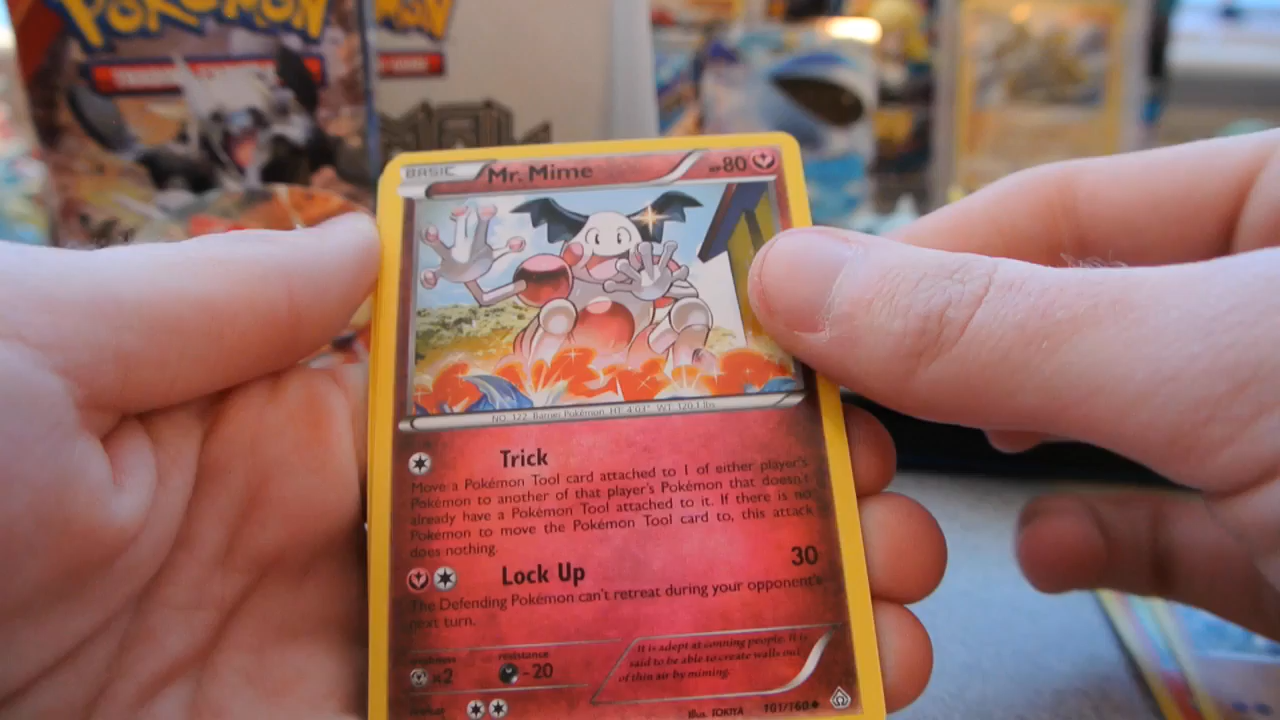 POKÉMON
BASIC Mr. Mime HP80
NO. 122 Barrier Pokémon HT: 4'03" WT: 120.1 lbs
Trick
Move a Pokémon Tool card attached to 1 of either player's
Pokémon to another of that player's Pokémon that doesn't
already have a Pokémon Tool attached to it. If there is no
Pokémon to move the Pokémon Tool card to, this attack
does nothing.
Lock Up 30
The Defending Pokémon can't retreat during your opponent's
next turn.
weakness ×2 resistance -20
It is adept at conning people. It is
said to be able to create walls out
of thin air by miming.
retreat
Illus. TOKIYA 101/160